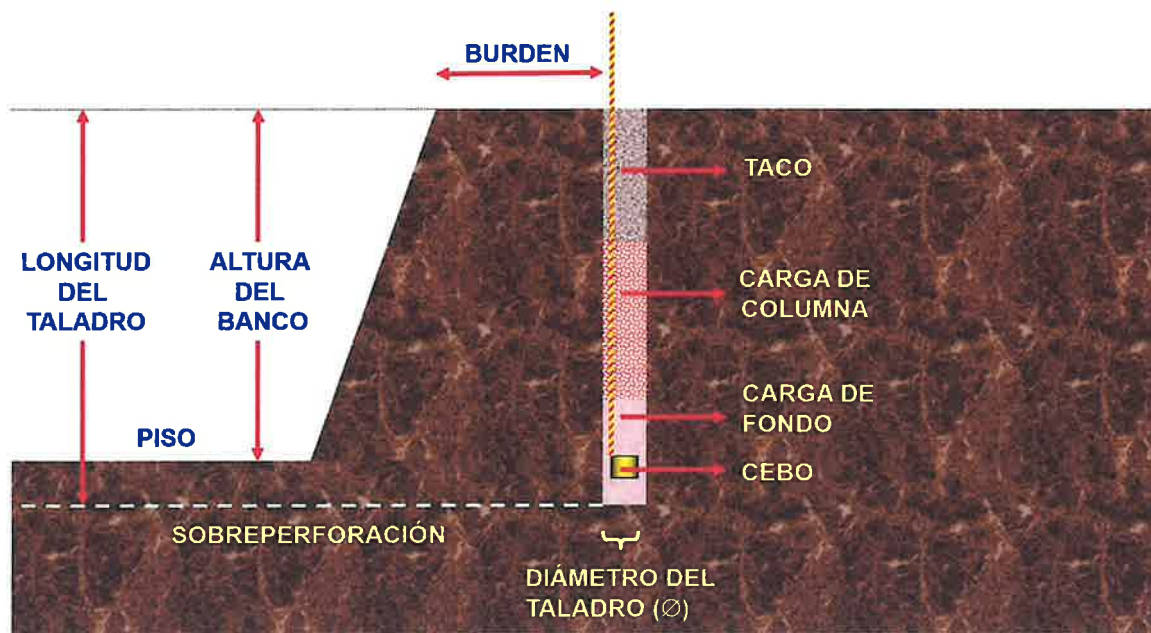 BURDEN
TACO
LONGITUD
DEL
TALADRO
ALTURA
DEL
BANCO
CARGA DE
COLUMNA
CARGA DE
FONDO
PISO
CEBO
SOBREPERFORACIÓN
DIÁMETRO DEL
TALADRO (∅)